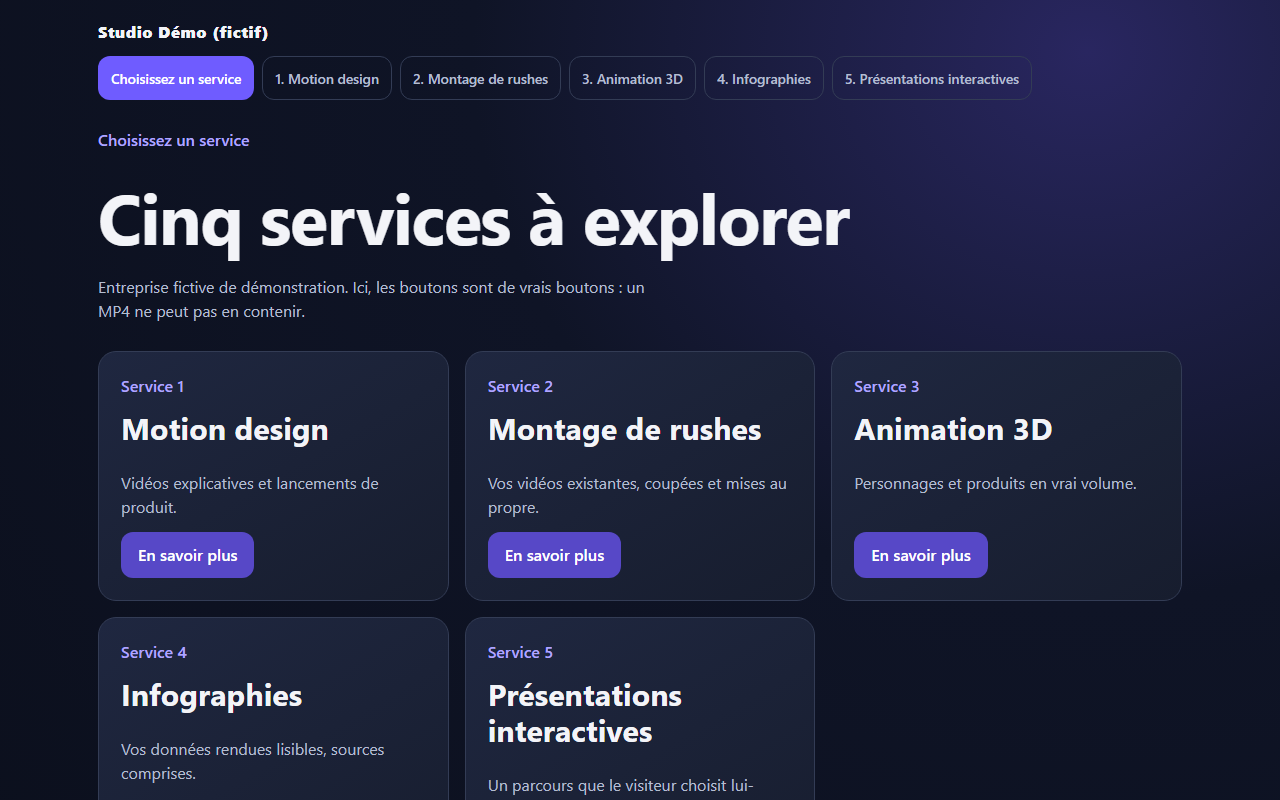 Studio Démo (fictif)
Choisissez un service
1. Motion design
2. Montage de rushes
3. Animation 3D
4. Infographies
5. Présentations interactives
Choisissez un service
Cinq services à explorer
Entreprise fictive de démonstration. Ici, les boutons sont de vrais boutons : un
MP4 ne peut pas en contenir.
Service 1
Motion design
Vidéos explicatives et lancements de
produit.
En savoir plus
Service 2
Montage de rushes
Vos vidéos existantes, coupées et mises au
propre.
En savoir plus
Service 3
Animation 3D
Personnages et produits en vrai volume.
En savoir plus
Service 4
Infographies
Vos données rendues lisibles, sources
comprises.
Service 5
Présentations
interactives
Un parcours que le visiteur choisit lui-